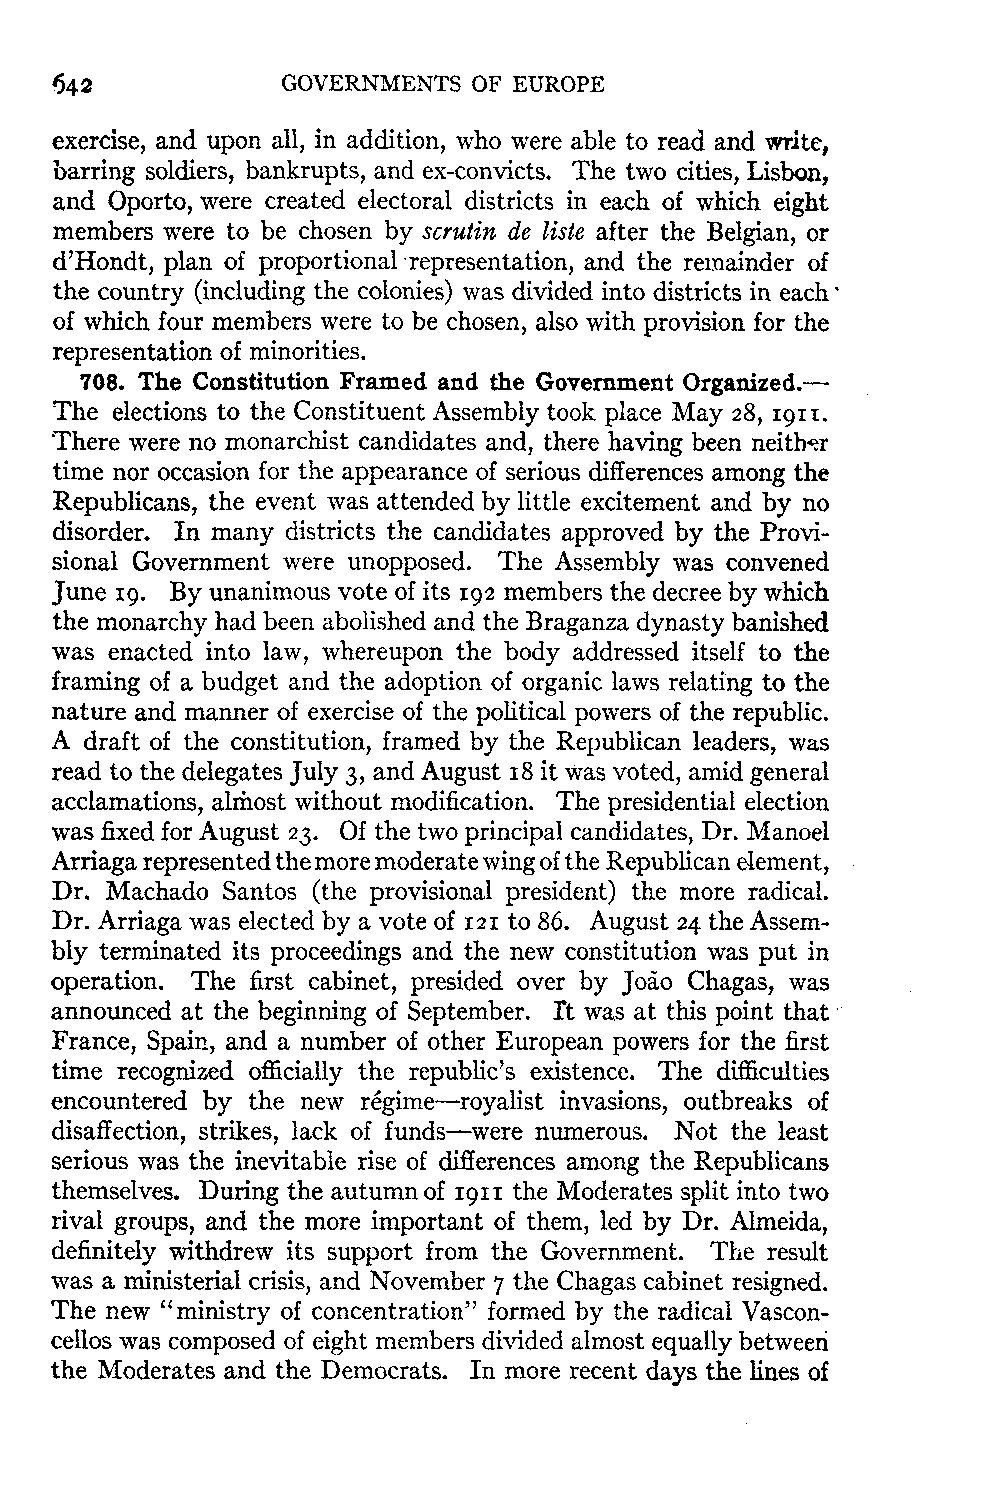 642 GOVERNMENTS OF EUROPE
exercise, and upon all, in addition, who were able to read and write,
barring soldiers, bankrupts, and ex-convicts. The two cities, Lisbon,
and Oporto, were created electoral districts in each of which eight
members were to be chosen by scrutin de liste after the Belgian, or
d'Hondt, plan of proportional representation, and the remainder of
the country (including the colonies) was divided into districts in each
of which four members were to be chosen, also with provision for the
representation of minorities.
708. The Constitution Framed and the Government Organized.—
The elections to the Constituent Assembly took place May 28, 1911.
There were no monarchist candidates and, there having been neither
time nor occasion for the appearance of serious differences among the
Republicans, the event was attended by little excitement and by no
disorder. In many districts the candidates approved by the Provi-
sional Government were unopposed. The Assembly was convened
June 19. By unanimous vote of its 192 members the decree by which
the monarchy had been abolished and the Braganza dynasty banished
was enacted into law, whereupon the body addressed itself to the
framing of a budget and the adoption of organic laws relating to the
nature and manner of exercise of the political powers of the republic.
A draft of the constitution, framed by the Republican leaders, was
read to the delegates July 3, and August 18 it was voted, amid general
acclamations, almost without modification. The presidential election
was fixed for August 23. Of the two principal candidates, Dr. Manoel
Arriaga represented the more moderate wing of the Republican element,
Dr. Machado Santos (the provisional president) the more radical.
Dr. Arriaga was elected by a vote of 121 to 86. August 24 the Assem-
bly terminated its proceedings and the new constitution was put in
operation. The first cabinet, presided over by João Chagas, was
announced at the beginning of September. It was at this point that
France, Spain, and a number of other European powers for the first
time recognized officially the republic's existence. The difficulties
encountered by the new régime—royalist invasions, outbreaks of
disaffection, strikes, lack of funds—were numerous. Not the least
serious was the inevitable rise of differences among the Republicans
themselves. During the autumn of 1911 the Moderates split into two
rival groups, and the more important of them, led by Dr. Almeida,
definitely withdrew its support from the Government. The result
was a ministerial crisis, and November 7 the Chagas cabinet resigned.
The new "ministry of concentration" formed by the radical Vascon-
cellos was composed of eight members divided almost equally between
the Moderates and the Democrats. In more recent days the lines of